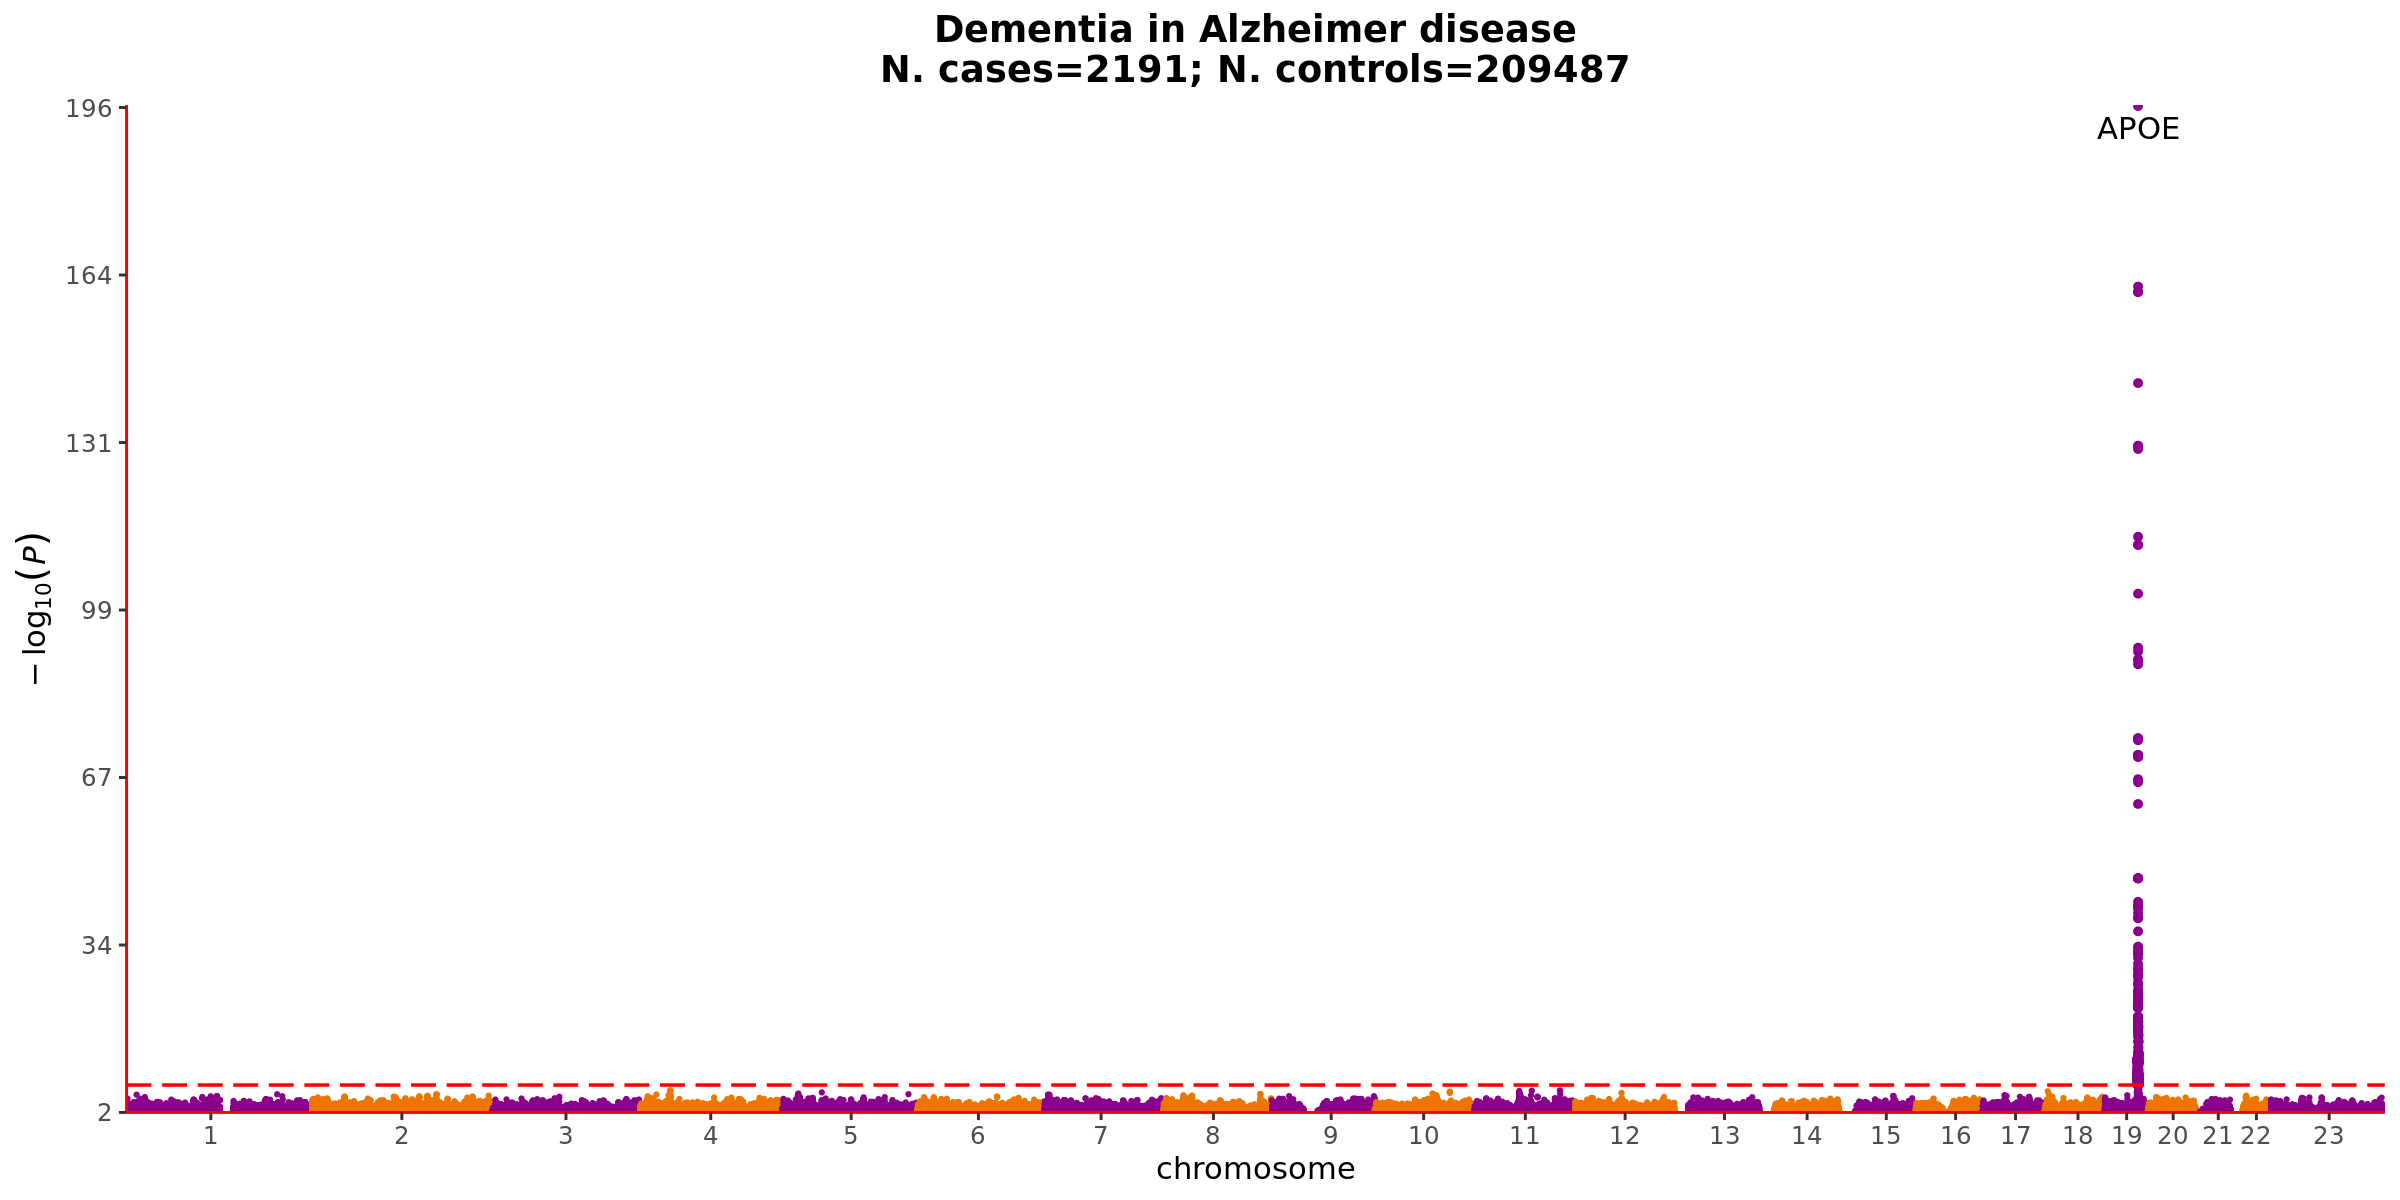 Dementia in Alzheimer disease
N. cases=2191; N. controls=209487
196
APOE
164
131
99
67
34
2
−log₁₀(P)
1 2 3 4 5 6 7 8 9 10 11 12 13 14 15 16 17 18 19 20 21 22 23
chromosome